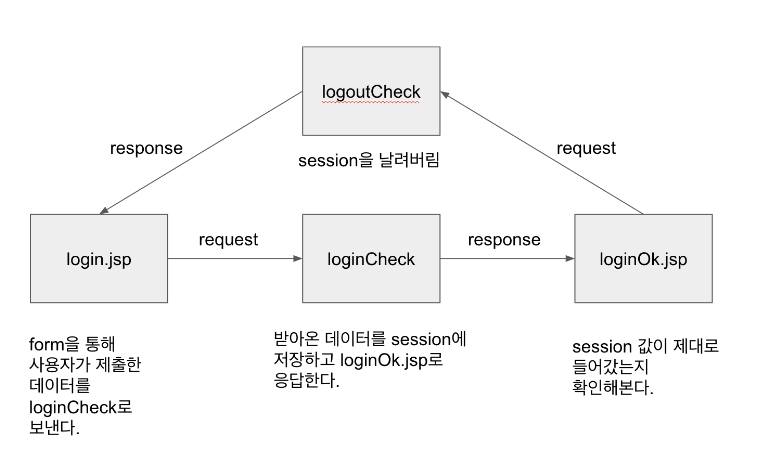 logoutCheck
response
request
session을 날려버림
login.jsp
request
loginCheck
response
loginOk.jsp
form을 통해
사용자가 제출한
데이터를
loginCheck로
보낸다.
받아온 데이터를 session에
저장하고 loginOk.jsp로
응답한다.
session 값이 제대로
들어갔는지
확인해본다.